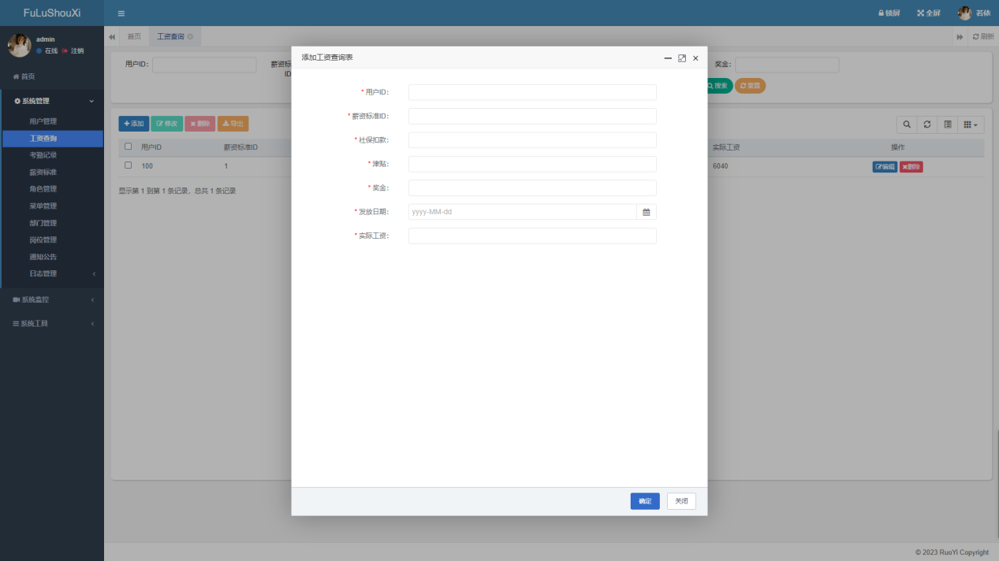 FuLuShouXi
锁屏 全屏 若依
admin
在线 注销
首页 工资查询 刷新
首页
系统管理
用户管理
工资查询
考勤记录
薪资标准
角色管理
菜单管理
部门管理
岗位管理
通知公告
日志管理
系统监控
系统工具
用户ID： 薪资标
ID
奖金：
搜索 重置
添加 修改 删除 导出
用户ID 薪资标准ID 实际工资 操作
100 1 6040 编辑 删除
显示第 1 到第 1 条记录，总共 1 条记录
添加工资查询表
* 用户ID：
* 薪资标准ID：
* 社保扣款：
* 津贴：
* 奖金：
* 发放日期： yyyy-MM-dd
* 实际工资：
确定 关闭
© 2023 RuoYi Copyright